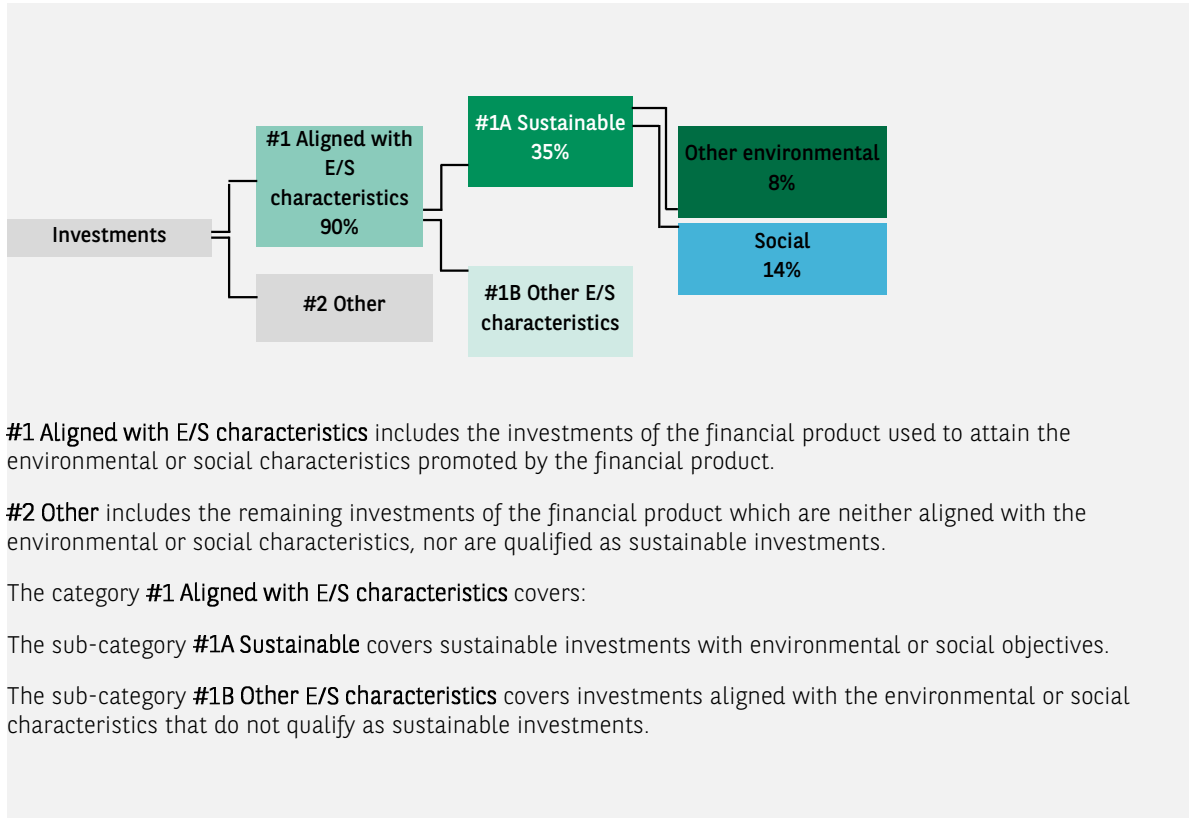 #1A Sustainable
35%
#1 Aligned with
E/S
characteristics
90%
Other environmental
8%
Investments
Social
14%
#2 Other
#1B Other E/S
characteristics
#1 Aligned with E/S characteristics includes the investments of the financial product used to attain the
environmental or social characteristics promoted by the financial product.
#2 Other includes the remaining investments of the financial product which are neither aligned with the
environmental or social characteristics, nor are qualified as sustainable investments.
The category #1 Aligned with E/S characteristics covers:
The sub-category #1A Sustainable covers sustainable investments with environmental or social objectives.
The sub-category #1B Other E/S characteristics covers investments aligned with the environmental or social
characteristics that do not qualify as sustainable investments.